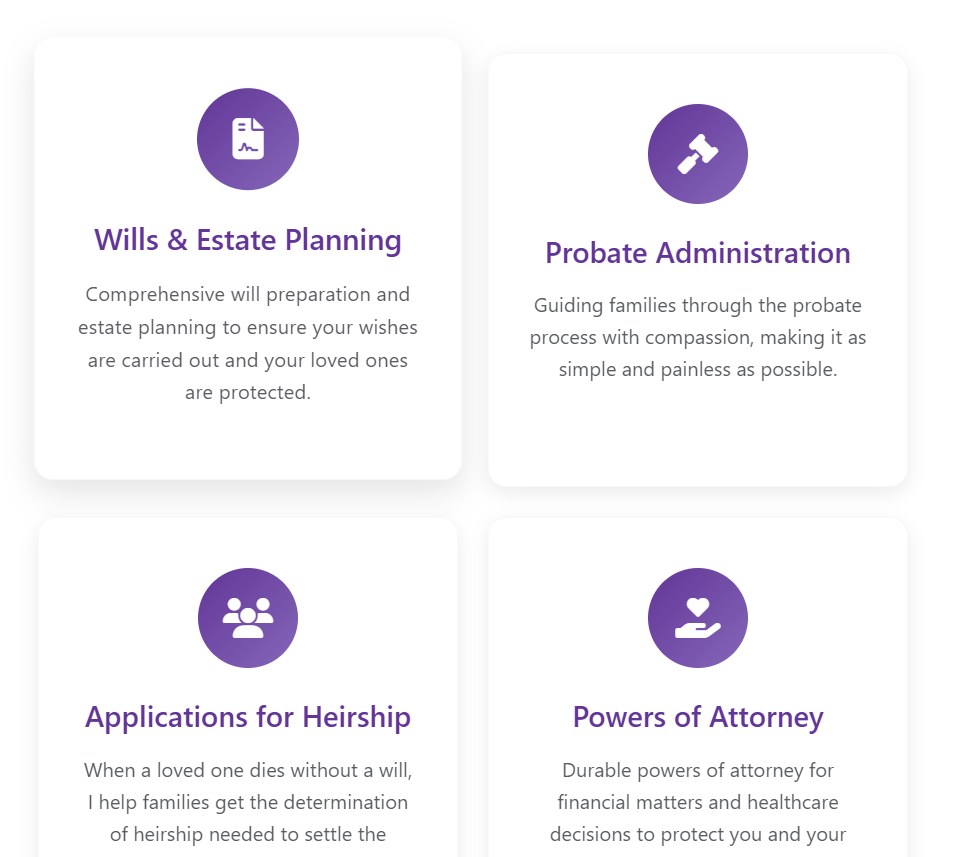 Wills & Estate Planning
Comprehensive will preparation and
estate planning to ensure your wishes
are carried out and your loved ones
are protected.
Probate Administration
Guiding families through the probate
process with compassion, making it as
simple and painless as possible.
Applications for Heirship
When a loved one dies without a will,
I help families get the determination
of heirship needed to settle the
Powers of Attorney
Durable powers of attorney for
financial matters and healthcare
decisions to protect you and your